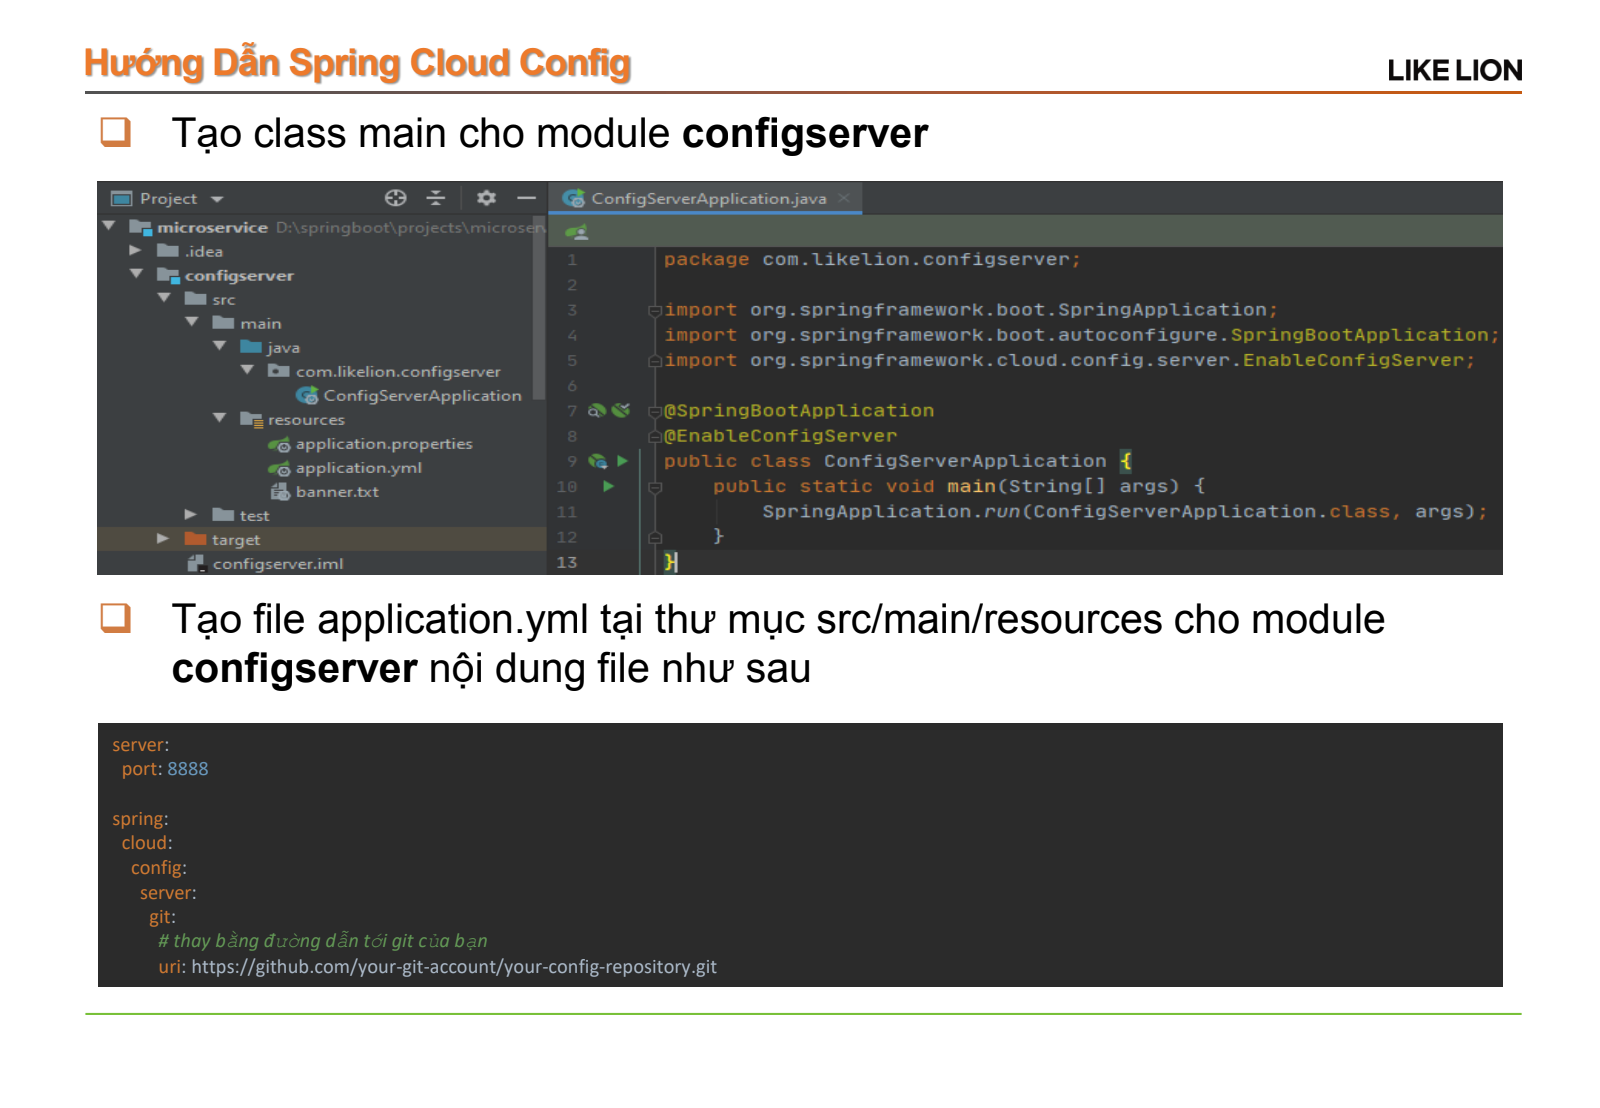 Hướng Dẫn Spring Cloud Config
LIKE LION
Tạo class main cho module configserver
Project
microservice D:\springboot\projects\microserv
.idea
configserver
src
main
java
com.likelion.configserver
ConfigServerApplication
resources
application.properties
application.yml
banner.txt
test
target
configserver.iml
ConfigServerApplication.java
1 package com.likelion.configserver;
2
3 import org.springframework.boot.SpringApplication;
4 import org.springframework.boot.autoconfigure.SpringBootApplication;
5 import org.springframework.cloud.config.server.EnableConfigServer;
6
7 @SpringBootApplication
8 @EnableConfigServer
9 public class ConfigServerApplication {
10 public static void main(String[] args) {
11 SpringApplication.run(ConfigServerApplication.class, args);
12 }
13 }
Tạo file application.yml tại thư mục src/main/resources cho module
configserver nội dung file như sau
server:
port: 8888
spring:
cloud:
config:
server:
git:
# thay bằng đường dẫn tới git của bạn
uri: https://github.com/your-git-account/your-config-repository.git